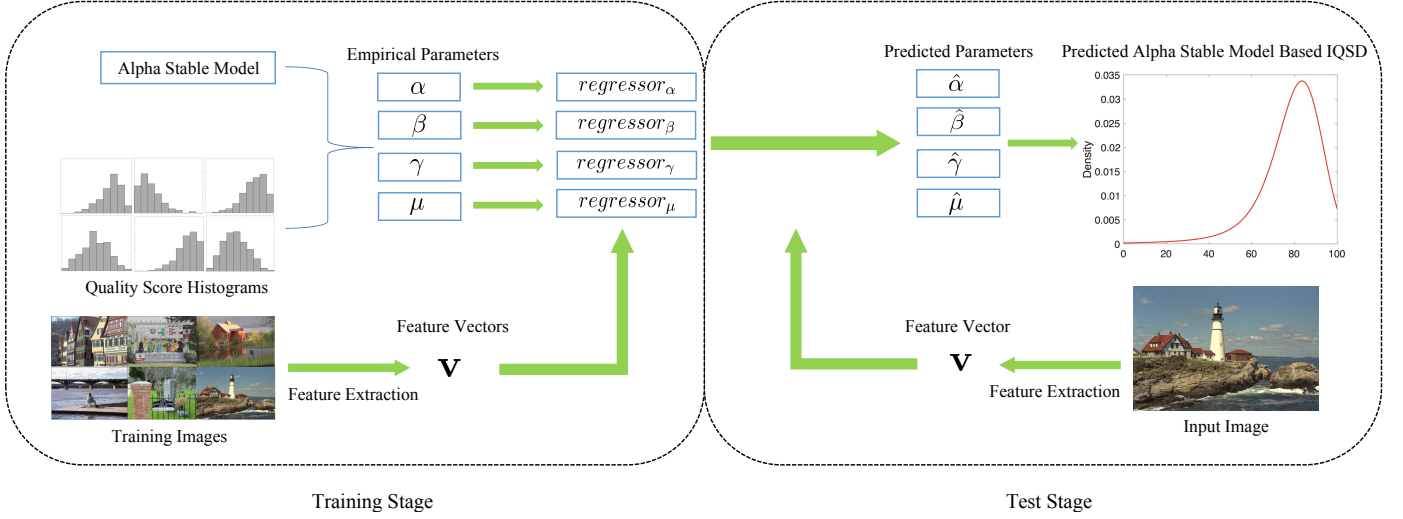 Alpha Stable Model
Empirical Parameters
α
β
γ
μ
regressor_α
regressor_β
regressor_γ
regressor_μ
Quality Score Histograms
Training Images
Feature Extraction
Feature Vectors
v
Training Stage
Predicted Parameters
α̂
β̂
γ̂
μ̂
Predicted Alpha Stable Model Based IQSD
0.035
0.03
0.025
0.02
0.015
0.01
0.005
0
Density
0 20 40 60 80 100
Feature Vector
v
Feature Extraction
Input Image
Test Stage